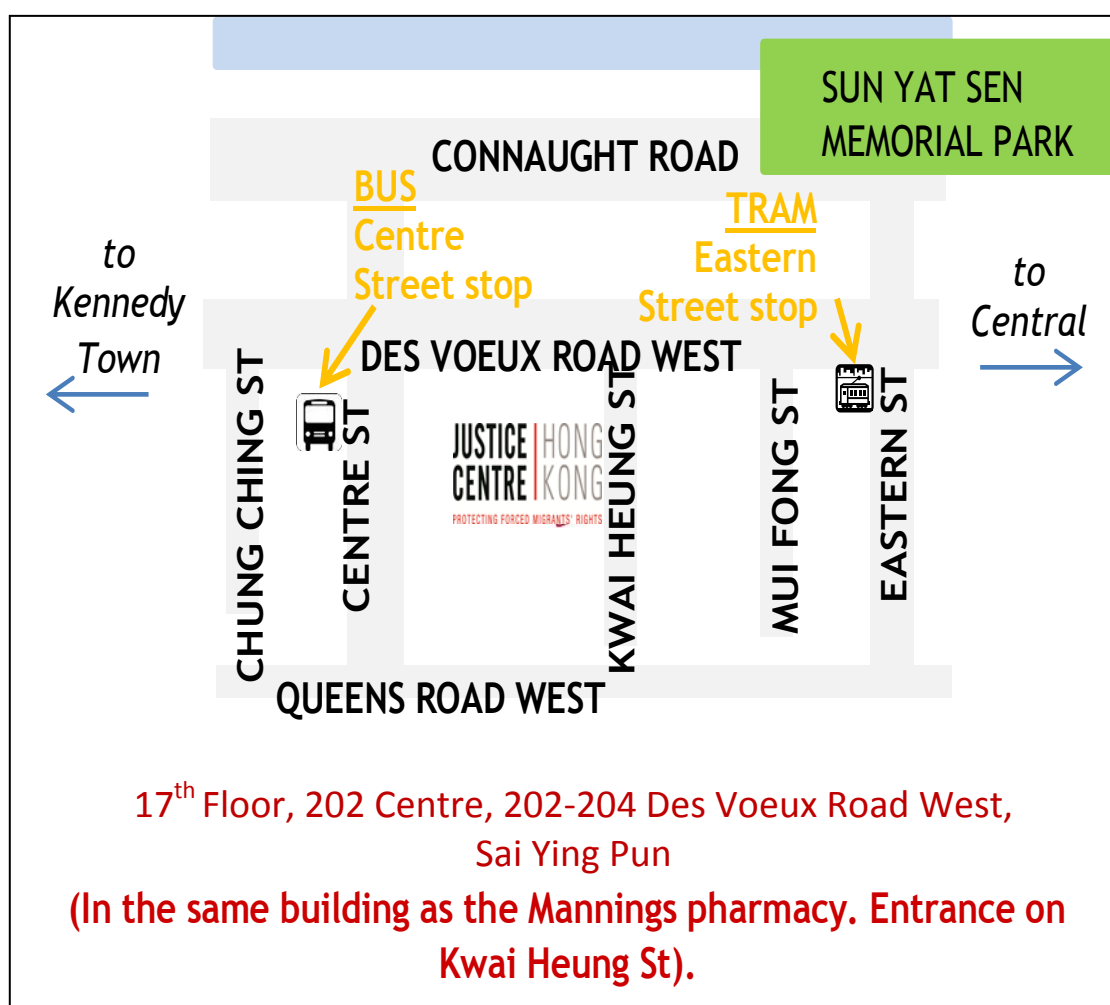 SUN YAT SEN
MEMORIAL PARK
CONNAUGHT ROAD
BUS
Centre
Street stop
TRAM
Eastern
Street stop
to
Kennedy
Town
to
Central
DES VOEUX ROAD WEST
CHUNG CHING ST
CENTRE ST
JUSTICE HONG
CENTRE KONG
PROTECTING FORCED MIGRANTS' RIGHTS
KWAI HEUNG ST
MUI FONG ST
EASTERN ST
QUEENS ROAD WEST
17th Floor, 202 Centre, 202-204 Des Voeux Road West,
Sai Ying Pun
(In the same building as the Mannings pharmacy. Entrance on
Kwai Heung St).